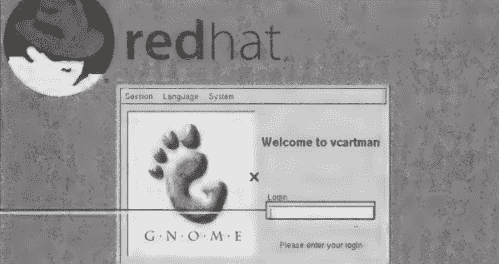 redhat
Session Language System
Welcome to vcartman
Login
G·N·O·M·E
Please enter your login